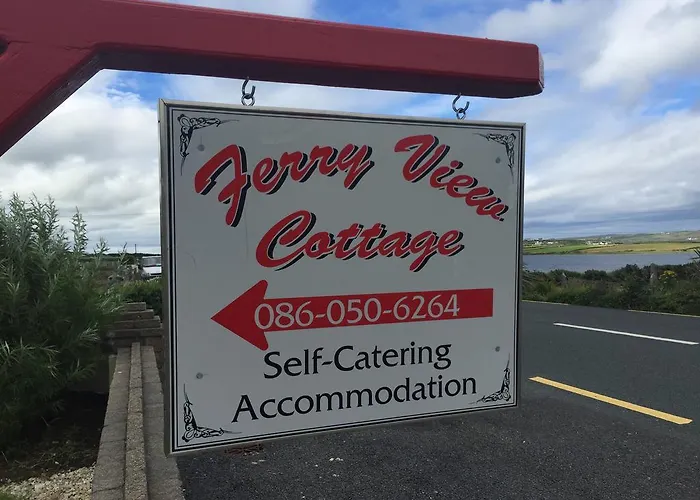 Ferry View
Cottage
086-050-6264
Self-Catering
Accommodation